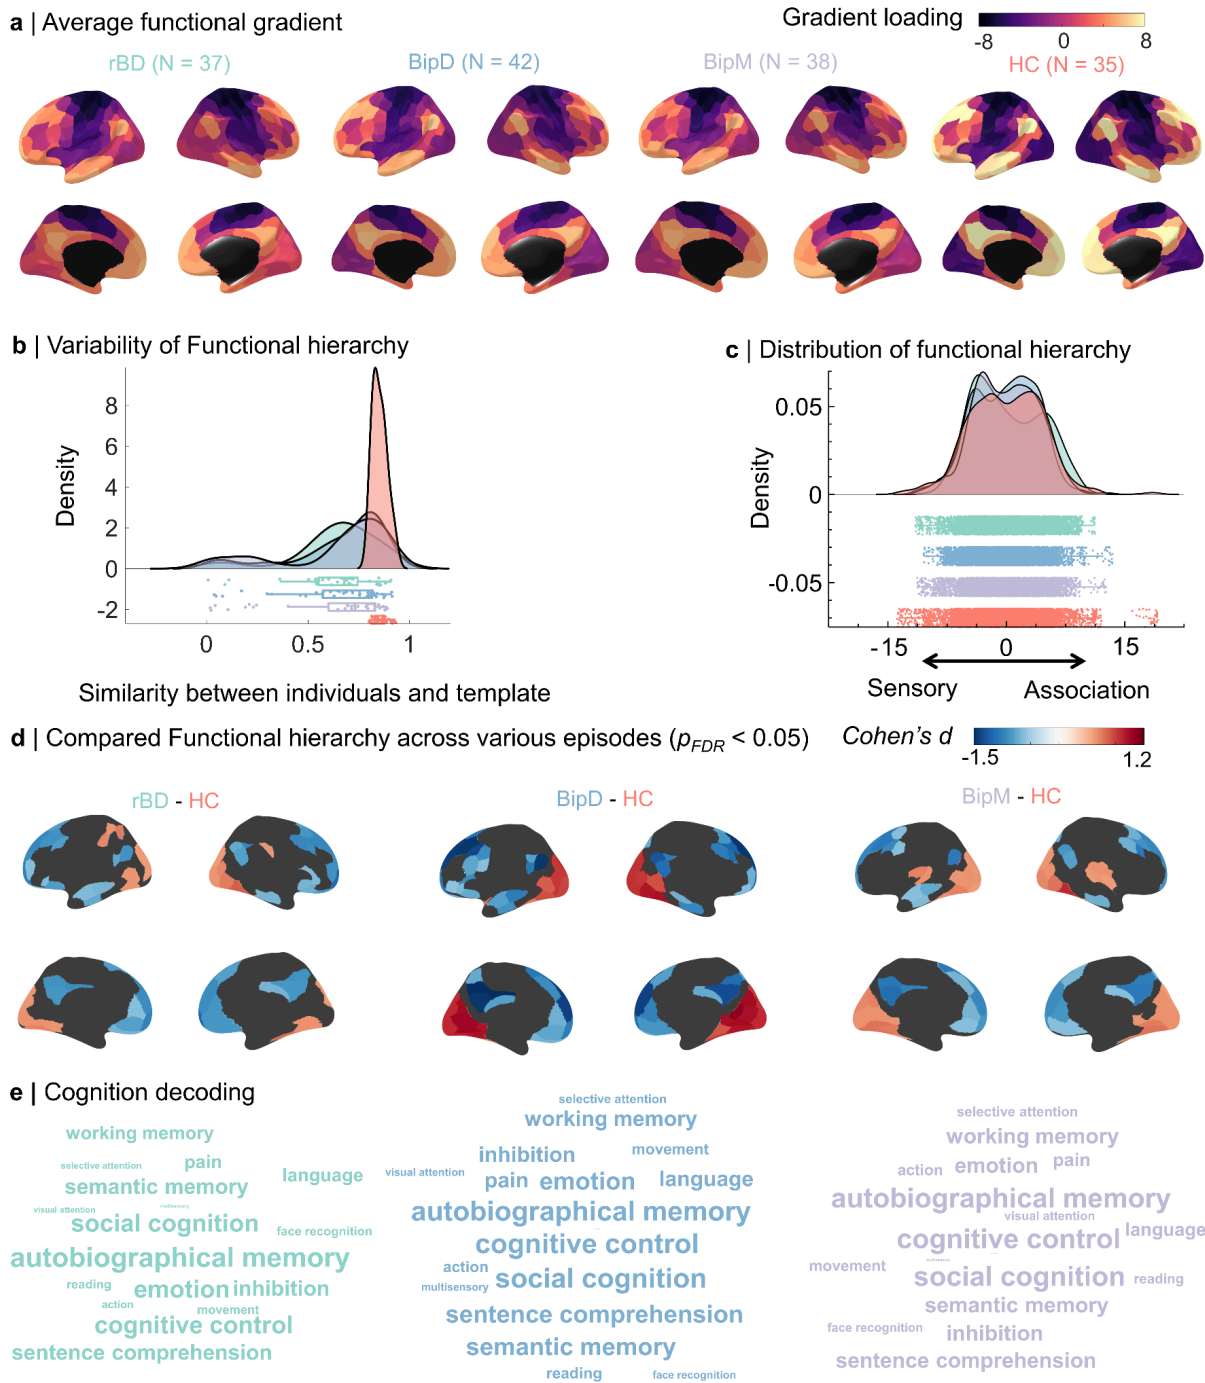 a | Average functional gradient
Gradient loading
-8 0 8
rBD (N = 37)
BipD (N = 42)
BipM (N = 38)
HC (N = 35)
b | Variability of Functional hierarchy
Density
8
6
4
2
0
-2
0 0.5 1
Similarity between individuals and template
c | Distribution of functional hierarchy
Density
0.05
0
-0.05
-15 0 15
Sensory Association
d | Compared Functional hierarchy across various episodes (pFDR < 0.05)
Cohen's d
-1.5 1.2
rBD - HC
BipD - HC
BipM - HC
e | Cognition decoding
working memory
selective attention
pain
language
semantic memory
visual attention
multisensory
social cognition
face recognition
autobiographical memory
reading
emotion
inhibition
action
movement
cognitive control
sentence comprehension
selective attention
working memory
inhibition
movement
visual attention
pain
emotion
language
autobiographical memory
cognitive control
action
multisensory
social cognition
sentence comprehension
semantic memory
reading
face recognition
selective attention
working memory
action
emotion
pain
autobiographical memory
visual attention
cognitive control
language
movement
social cognition
reading
semantic memory
face recognition
inhibition
sentence comprehension